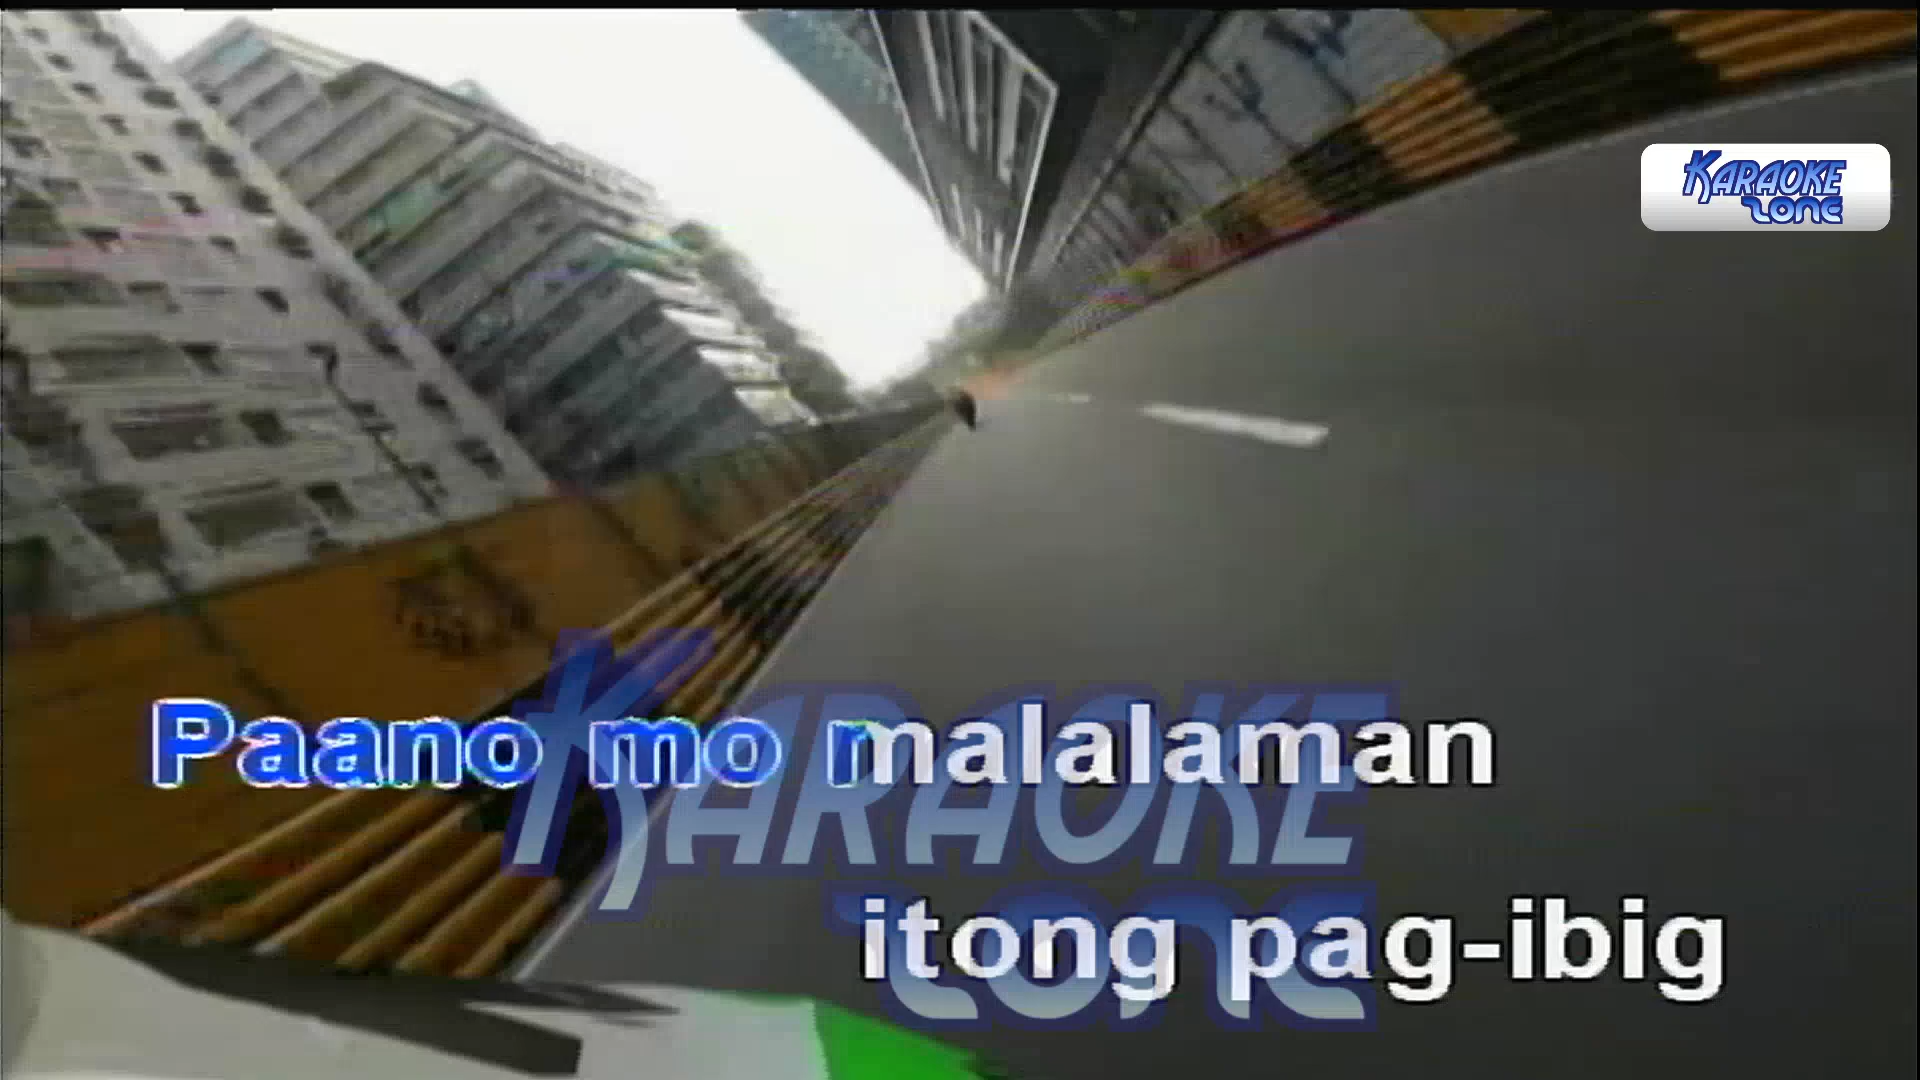 KARAOKE
ZONE
Paano mo malalaman
KARAOKE
ZONE
itong pag-ibig